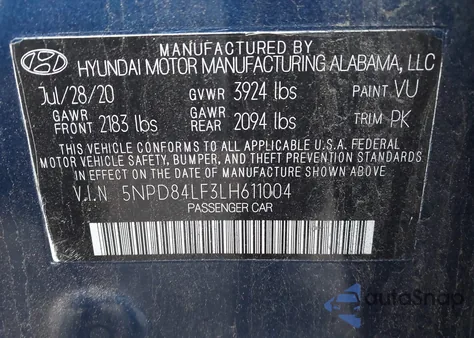 MANUFACTURED BY
HYUNDAI MOTOR MANUFACTURING ALABAMA, LLC
Jul/28/20 GVWR 3924 lbs PAINT VU
GAWR FRONT 2183 lbs GAWR REAR 2094 lbs TRIM PK
THIS VEHICLE CONFORMS TO ALL APPLICABLE U.S.A. FEDERAL
MOTOR VEHICLE SAFETY, BUMPER, AND THEFT PREVENTION STANDARDS
IN EFFECT ON THE DATE OF MANUFACTURE SHOWN ABOVE.
V.I.N 5NPD84LF3LH611004
PASSENGER CAR
autoSnap